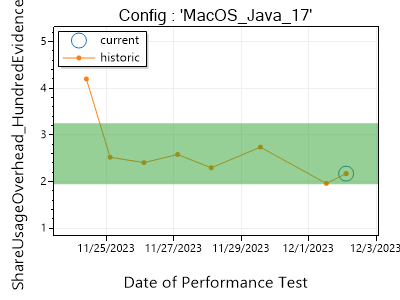 Config : 'MacOS_Java_17'
ShareUsageOverhead_HundredEvidence
current
historic
5
4
3
2
1
11/25/2023
11/27/2023
11/29/2023
12/1/2023
12/3/2023
Date of Performance Test